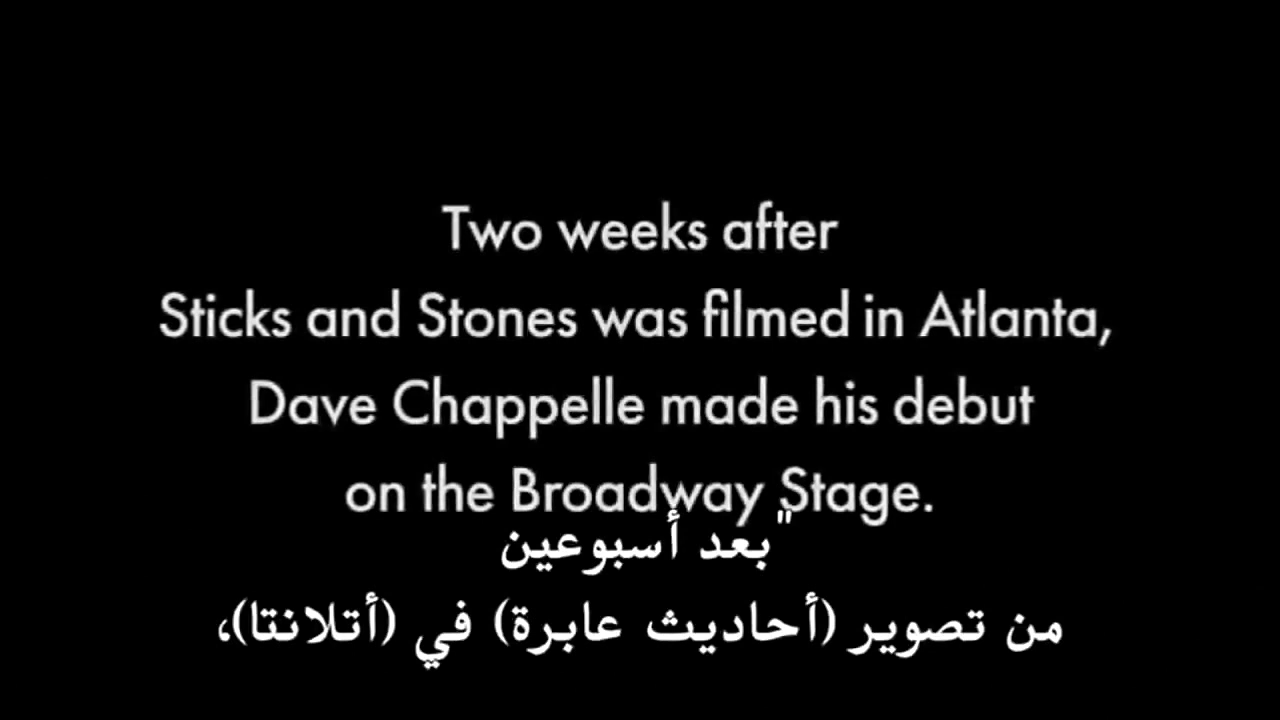 Two weeks after
Sticks and Stones was filmed in Atlanta,
Dave Chappelle made his debut
on the Broadway Stage.
"بعد أسبوعين
من تصوير (أحاديث عابرة) في (أتلانتا)،